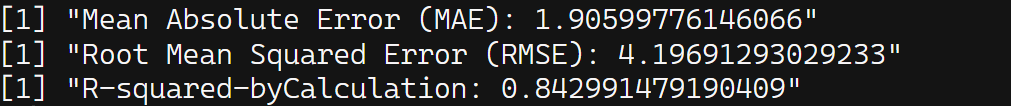 [1] "Mean Absolute Error (MAE): 1.90599776146066"
[1] "Root Mean Squared Error (RMSE): 4.19691293029233"
[1] "R-squared-byCalculation: 0.842991479190409"